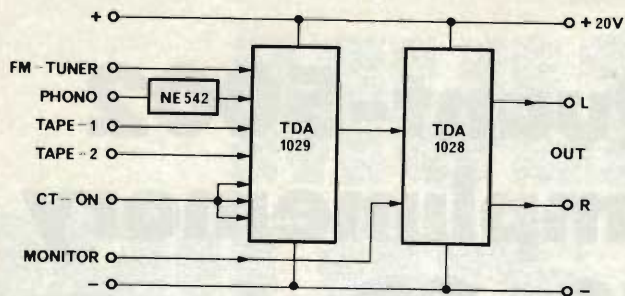 + + 20V
FM-TUNER
PHONO NE 542
TAPE-1
TAPE-2
CT-ON
MONITOR
- -
TDA
1029
TDA
1028
L
OUT
R